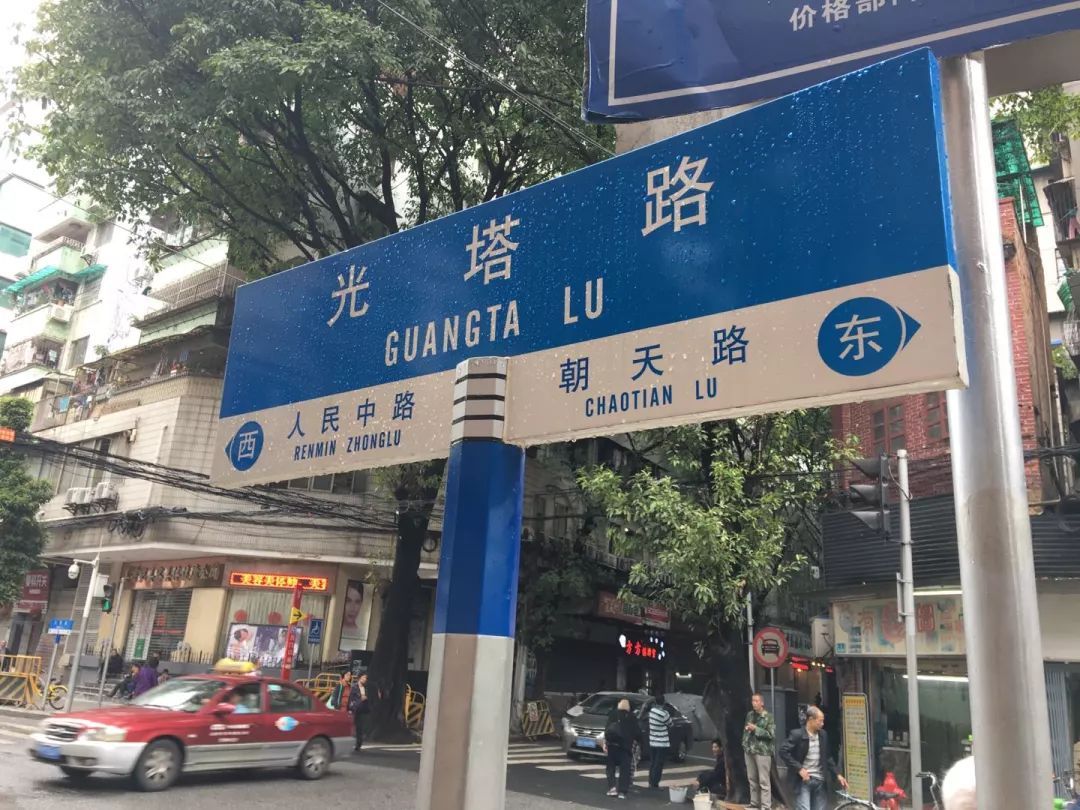 价格部
光塔路
GUANGTA LU
西
人民中路
RENMIN ZHONGLU
朝天路
CHAOTIAN LU
东